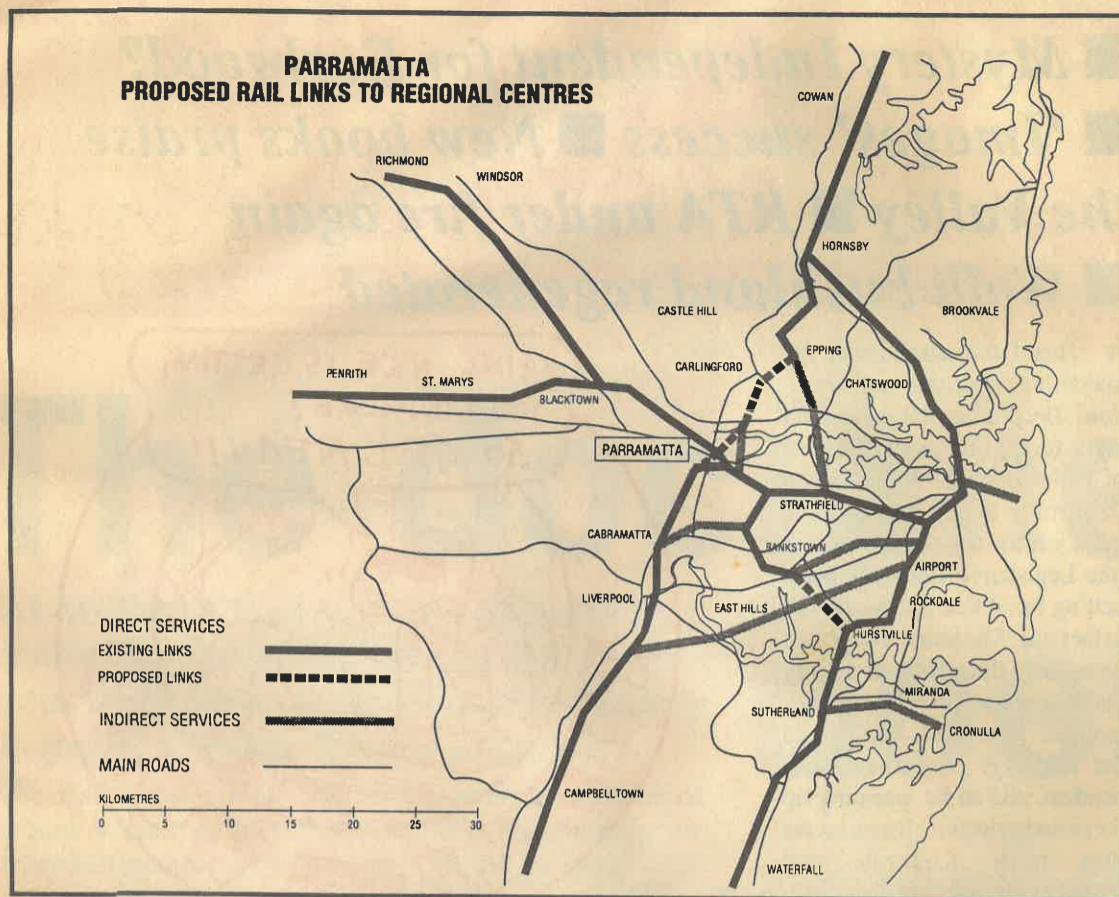 PARRAMATTA
PROPOSED RAIL LINKS TO REGIONAL CENTRES
COWAN
RICHMOND
WINDSOR
HORNSBY
CASTLE HILL
BROOKVALE
EPPING
CARLINGFORD
PENRITH
ST. MARYS
CHATSWOOD
BLACKTOWN
PARRAMATTA
STRATHFIELD
CABRAMATTA
BANKSTOWN
AIRPORT
LIVERPOOL
EAST HILLS
ROCKDALE
HURSTVILLE
MIRANDA
SUTHERLAND
CRONULLA
CAMPBELLTOWN
WATERFALL
DIRECT SERVICES
EXISTING LINKS
PROPOSED LINKS
INDIRECT SERVICES
MAIN ROADS
KILOMETRES
0 5 10 15 20 25 30